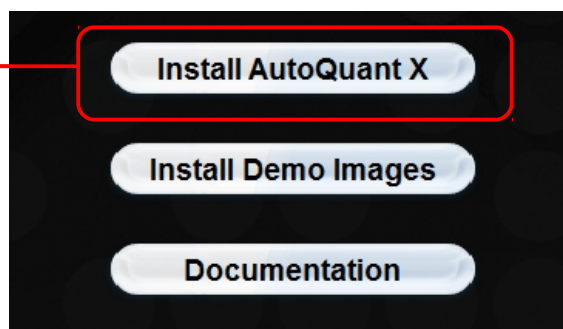 Install AutoQuant X
Install Demo Images
Documentation